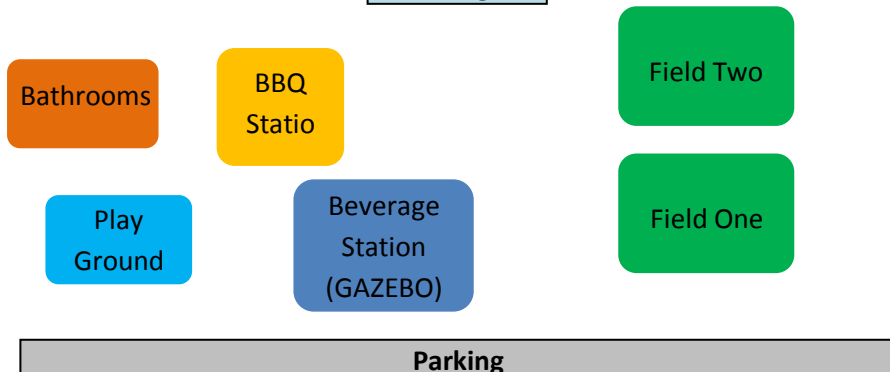 Bathrooms
BBQ
Statio
Field Two
Play
Ground
Beverage
Station
(GAZEBO)
Field One
Parking